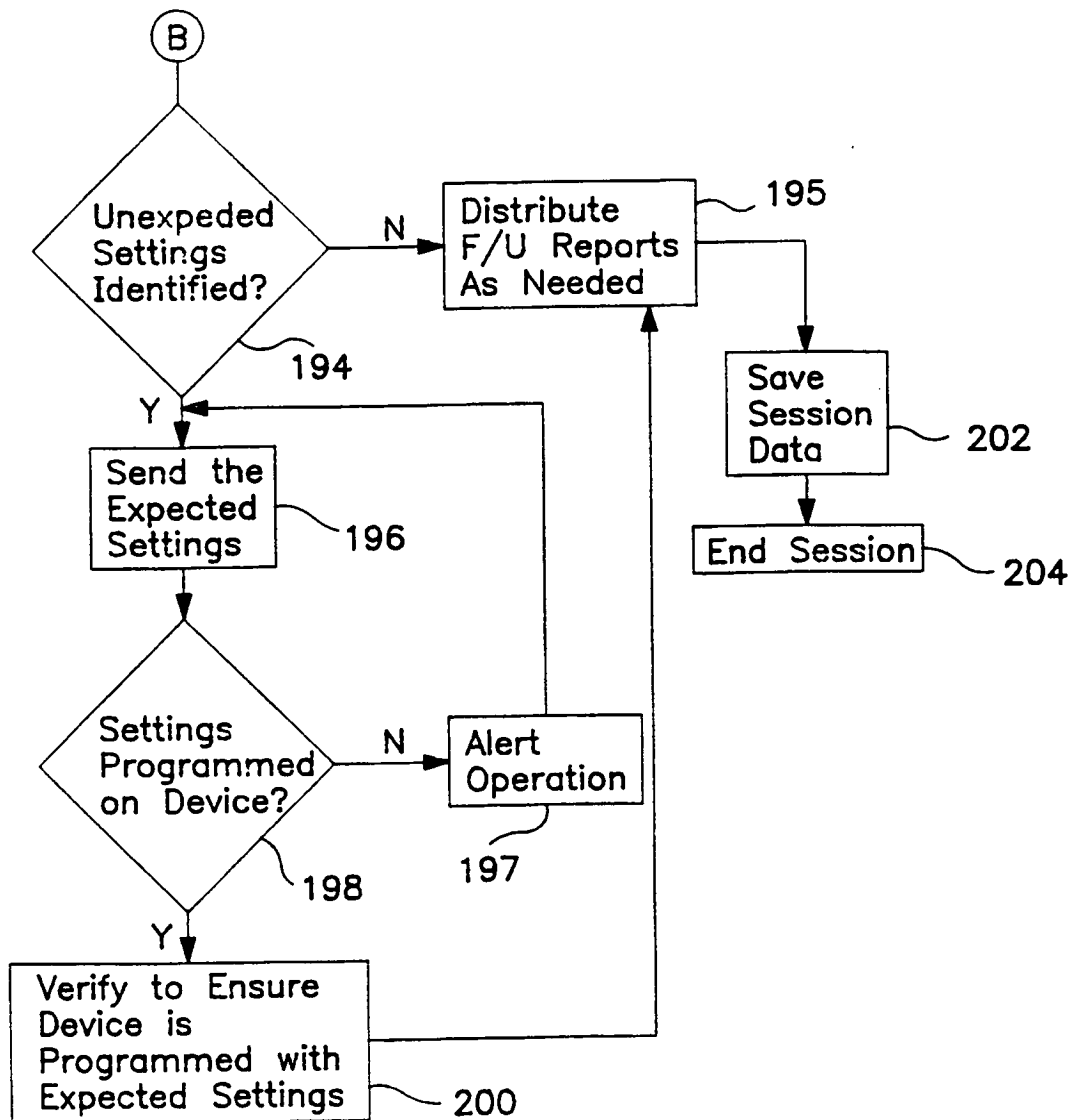 B
Unexpeded
Settings
Identified?
N
194
Distribute
F/U Reports
As Needed
195
Y
Save
Session
Data
202
Send the
Expected
Settings
196
End Session
204
Settings
Programmed
on Device?
N
198
Alert
Operation
197
Y
Verify to Ensure
Device is
Programmed with
Expected Settings
200